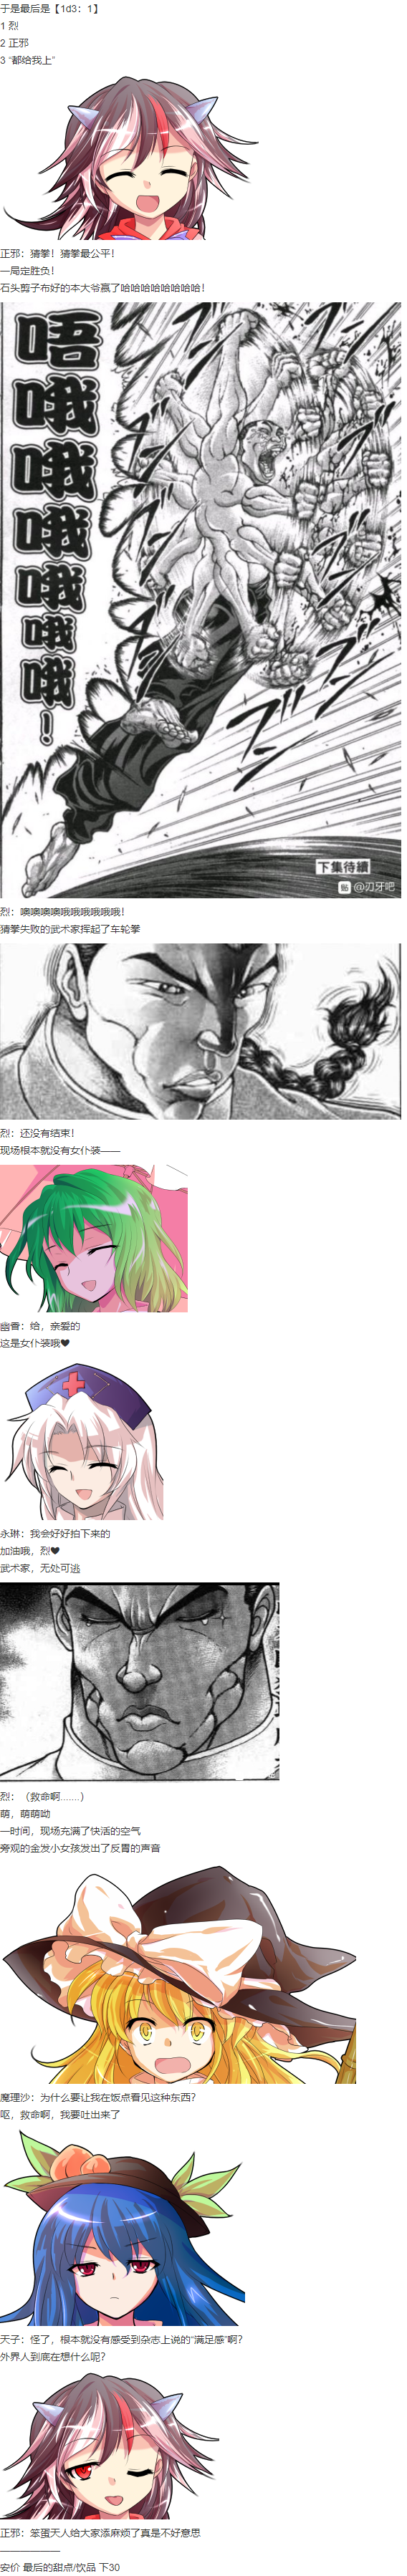 于是最后是【1d3：1】
1 烈
2 正邪
3 “都给我上”
正邪：猜拳！猜拳最公平！
一局定胜负！
石头剪子布好的本大爷赢了哈哈哈哈哈哈哈哈！
唔哦哦哦哦哦哦！
下集待續
貼 @刃牙吧
烈：噢噢噢噢哦哦哦哦哦哦！
猜拳失败的武术家挥起了车轮拳
烈：还没有结束！
现场根本就没有女仆装——
幽香：给，亲爱的
这是女仆装哦❤
永琳：我会好好拍下来的
加油哦，烈❤
武术家，无处可逃
烈：（救命啊.......）
萌，萌萌呦
一时间，现场充满了快活的空气
旁观的金发小女孩发出了反胃的声音
魔理沙：为什么要让我在饭点看见这种东西？
呕，救命啊，我要吐出来了
天子：怪了，根本就没有感受到杂志上说的“满足感”啊？
外界人到底在想什么呢？
正邪：笨蛋天人给大家添麻烦了真是不好意思
——————
安价 最后的甜点/饮品 下30